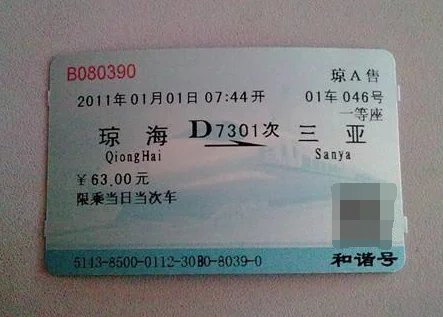 B080390 琼A售
2011年01月01日07:44开 01车046号
一等座
琼海 D7301次 三亚
QiongHai Sanya
￥63.00元
限乘当日当次车
5143-8500-0112-30B0-8039-0 和谐号